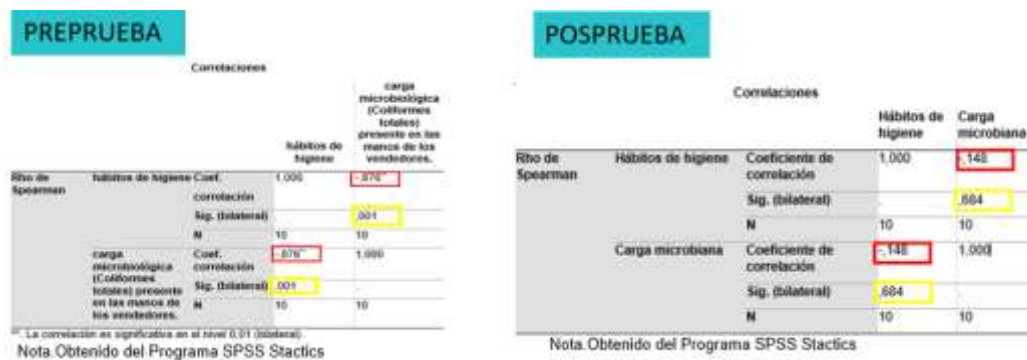 PREPRUEBA
Correlaciones
hábitos de higiene
carga microbiológica (Coliformes totales) presente en las manos de los vendedores.
Rho de Spearman
hábitos de higiene
Coef. correlación
1,000
-,876**
Sig. (bilateral)
.
,001
N
10
10
carga microbiológica (Coliformes totales) presente en las manos de los vendedores.
Coef. correlación
-,876**
1,000
Sig. (bilateral)
,001
.
N
10
10
**. La correlación es significativa en el nivel 0,01 (bilateral).
Nota.Obtenido del Programa SPSS Stactics
POSPRUEBA
Correlaciones
Hábitos de higiene
Carga microbiana
Rho de Spearman
Hábitos de higiene
Coeficiente de correlación
1,000
-,148
Sig. (bilateral)
.
,684
N
10
10
Carga microbiana
Coeficiente de correlación
-,148
1,000
Sig. (bilateral)
,684
.
N
10
10
Nota.Obtenido del Programa SPSS Stactics